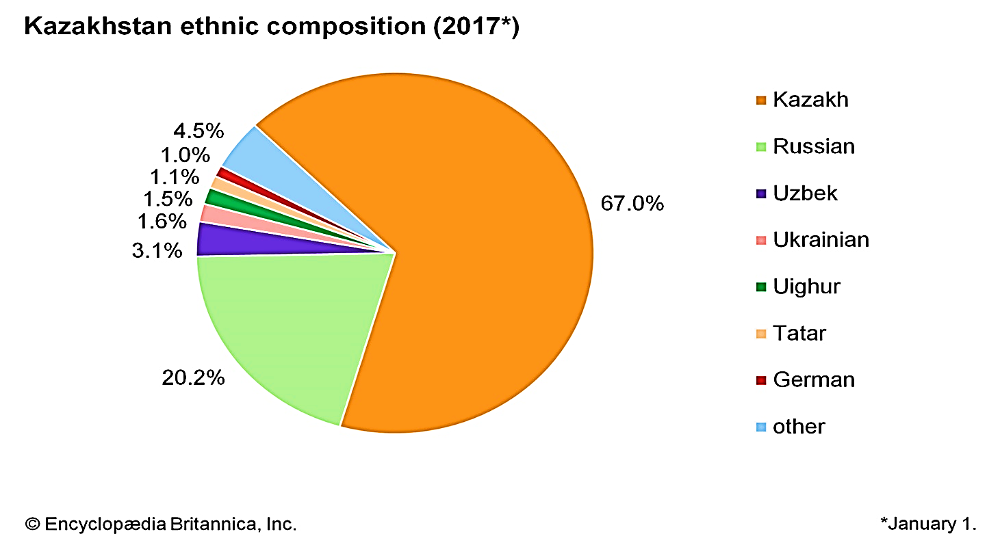 Kazakhstan ethnic composition (2017*)
4.5%
1.0%
1.1%
1.5%
1.6%
3.1%
20.2%
67.0%
Kazakh
Russian
Uzbek
Ukrainian
Uighur
Tatar
German
other
© Encyclopædia Britannica, Inc.
*January 1.